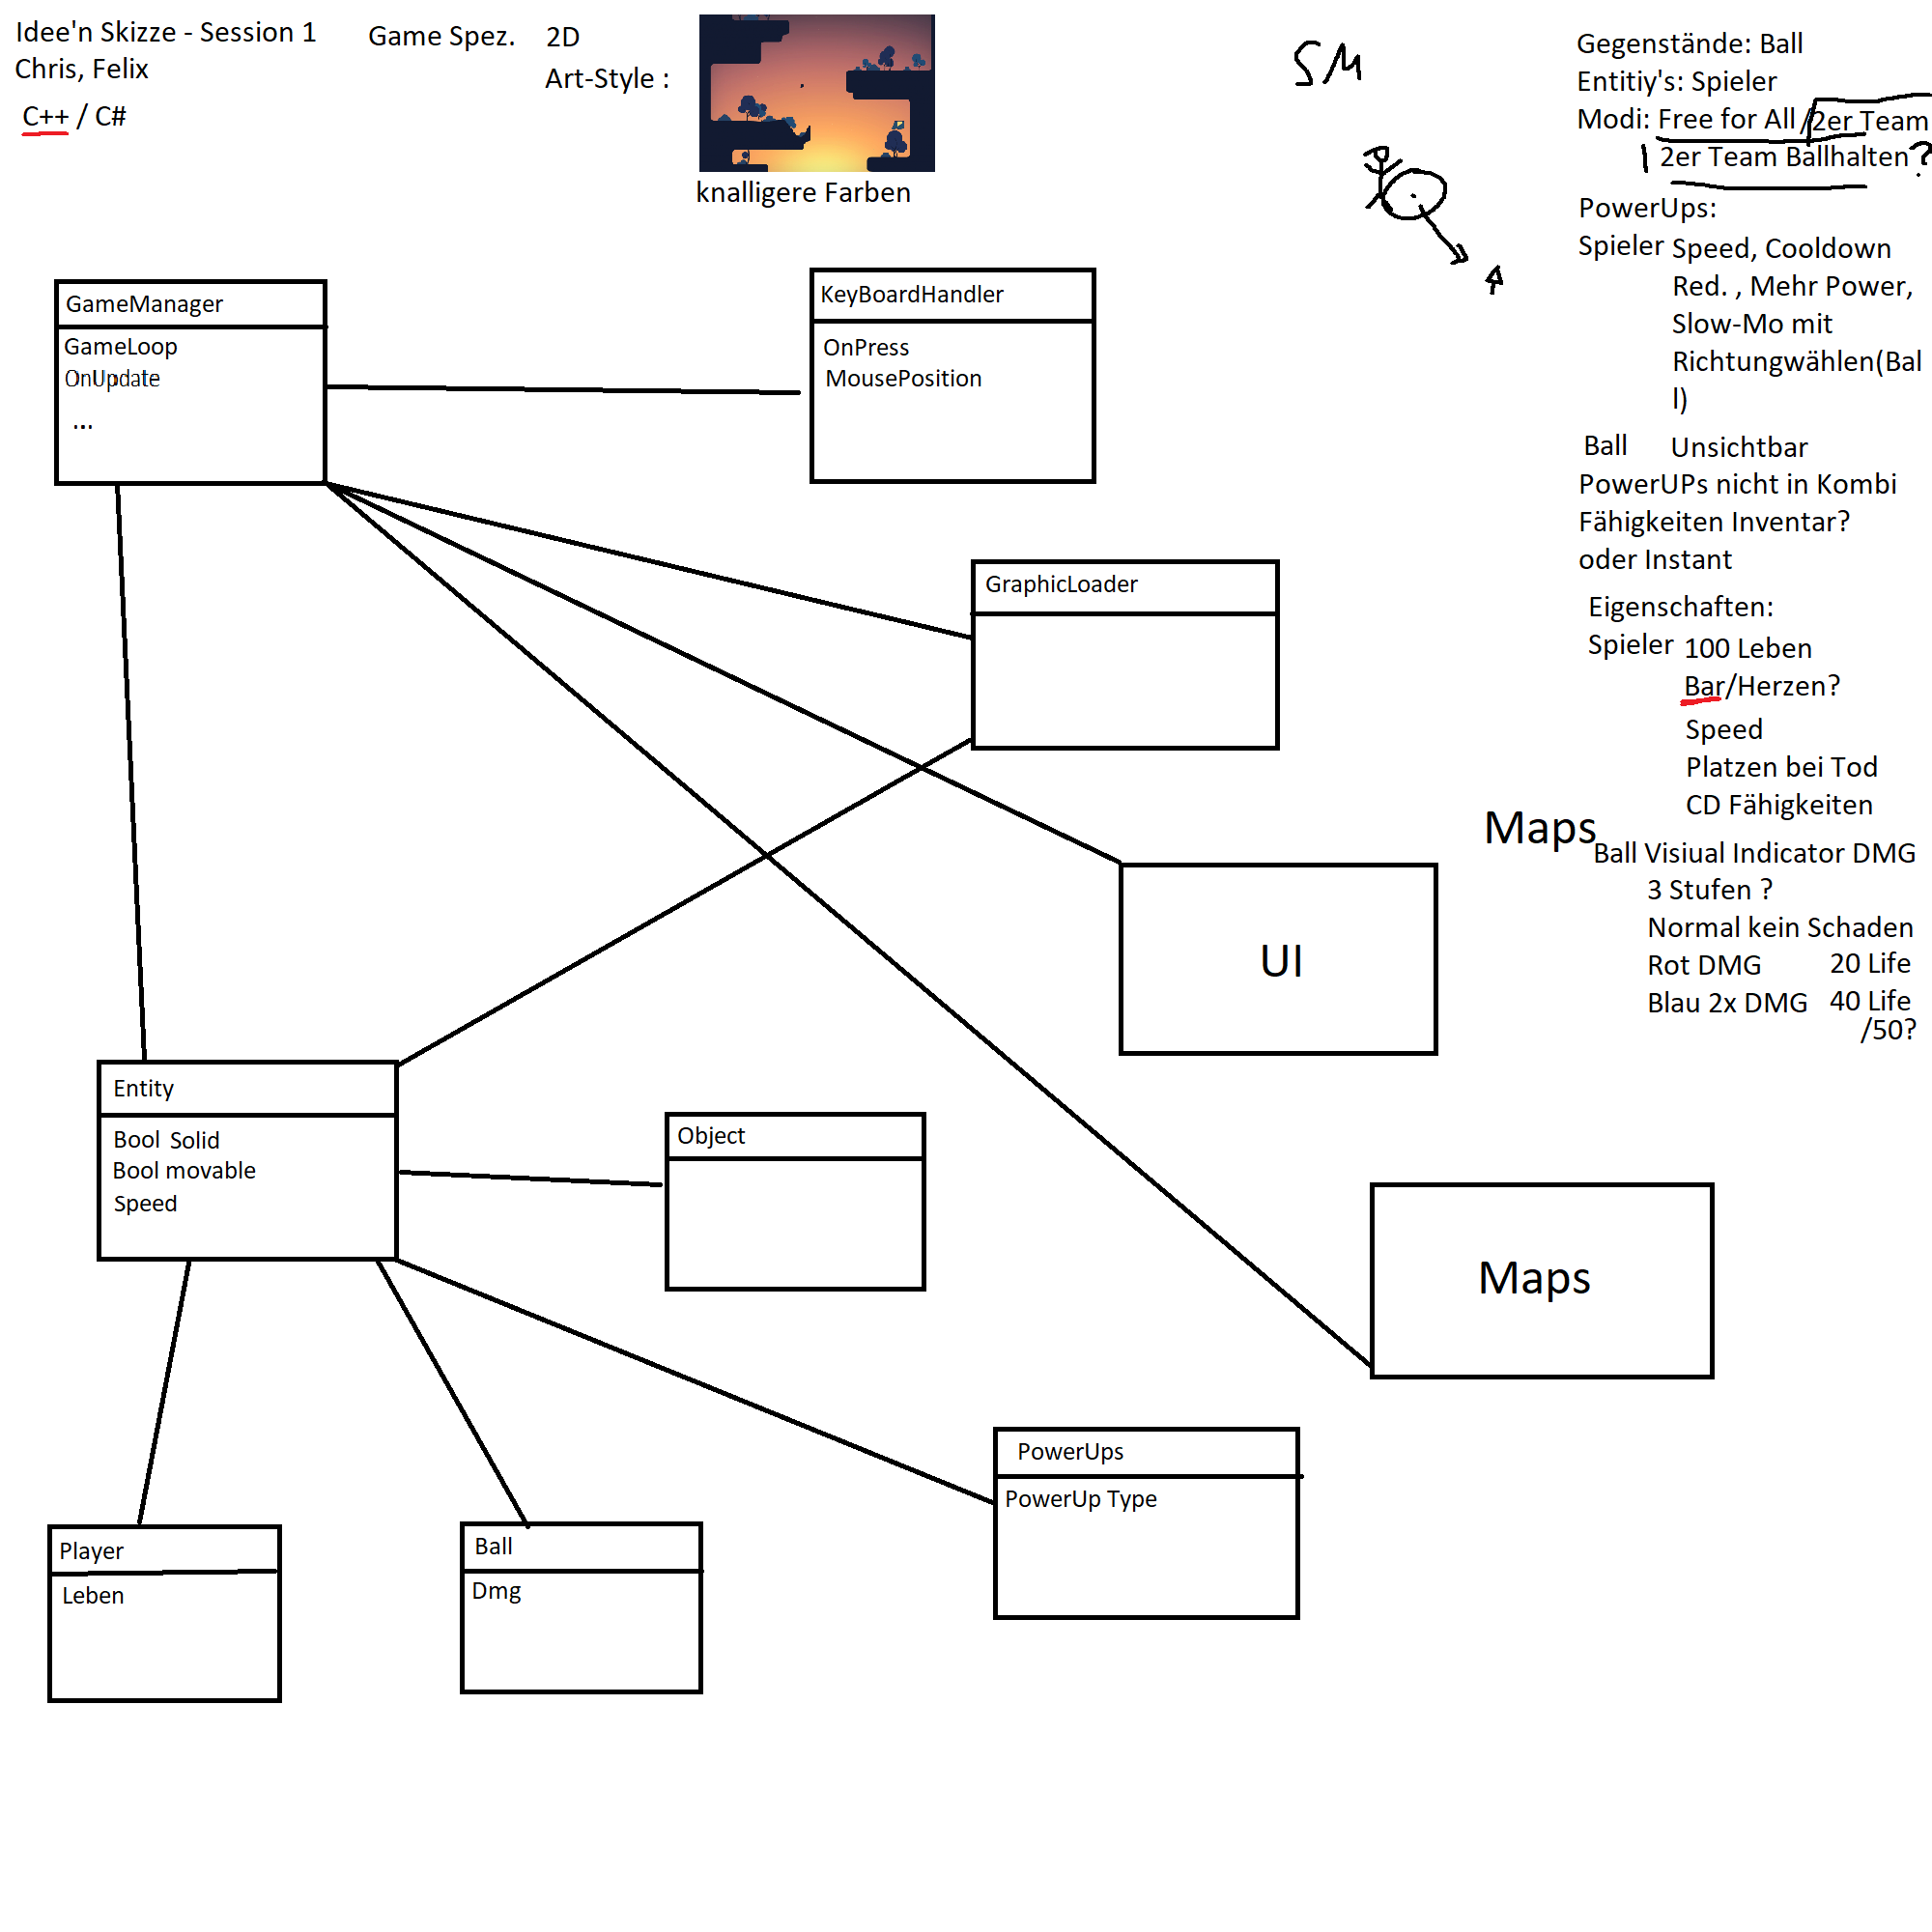 Idee'n Skizze - Session 1
Chris, Felix
C++ / C#
Game Spez.
2D
Art-Style :
knalligere Farben
SM
Gegenstände: Ball
Entitiy's: Spieler
Modi: Free for All /2er Team
| 2er Team Ballhalten ?
PowerUps:
Spieler Speed, Cooldown
Red. , Mehr Power,
Slow-Mo mit
Richtungwählen(Bal
l)
Ball Unsichtbar
PowerUPs nicht in Kombi
Fähigkeiten Inventar?
oder Instant
Eigenschaften:
Spieler 100 Leben
Bar/Herzen?
Speed
Platzen bei Tod
CD Fähigkeiten
Maps
Ball Visiual Indicator DMG
3 Stufen ?
Normal kein Schaden
Rot DMG 20 Life
Blau 2x DMG 40 Life
/50?
GameManager
GameLoop
OnUpdate
...
KeyBoardHandler
OnPress
MousePosition
GraphicLoader
UI
Entity
Bool Solid
Bool movable
Speed
Object
Maps
PowerUps
PowerUp Type
Player
Leben
Ball
Dmg